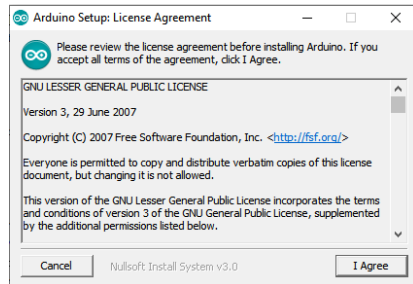 Arduino Setup: License Agreement
Please review the license agreement before installing Arduino. If you
accept all terms of the agreement, click I Agree.
GNU LESSER GENERAL PUBLIC LICENSE
Version 3, 29 June 2007
Copyright (C) 2007 Free Software Foundation, Inc. <http://fsf.org/>
Everyone is permitted to copy and distribute verbatim copies of this license
document, but changing it is not allowed.
This version of the GNU Lesser General Public License incorporates the terms
and conditions of version 3 of the GNU General Public License, supplemented
by the additional permissions listed below.
Cancel
Nullsoft Install System v3.0
I Agree